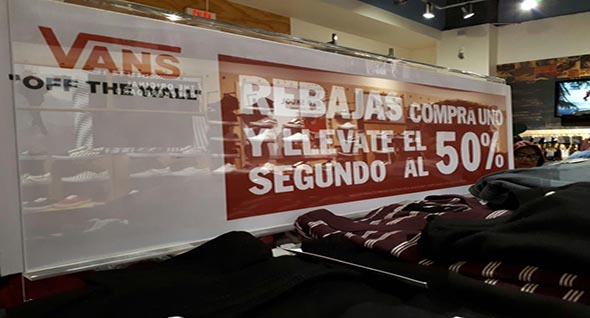 VANS
"OFF THE WALL"
REBAJAS COMPRA UNO
Y LLEVATE EL
SEGUNDO AL 50%